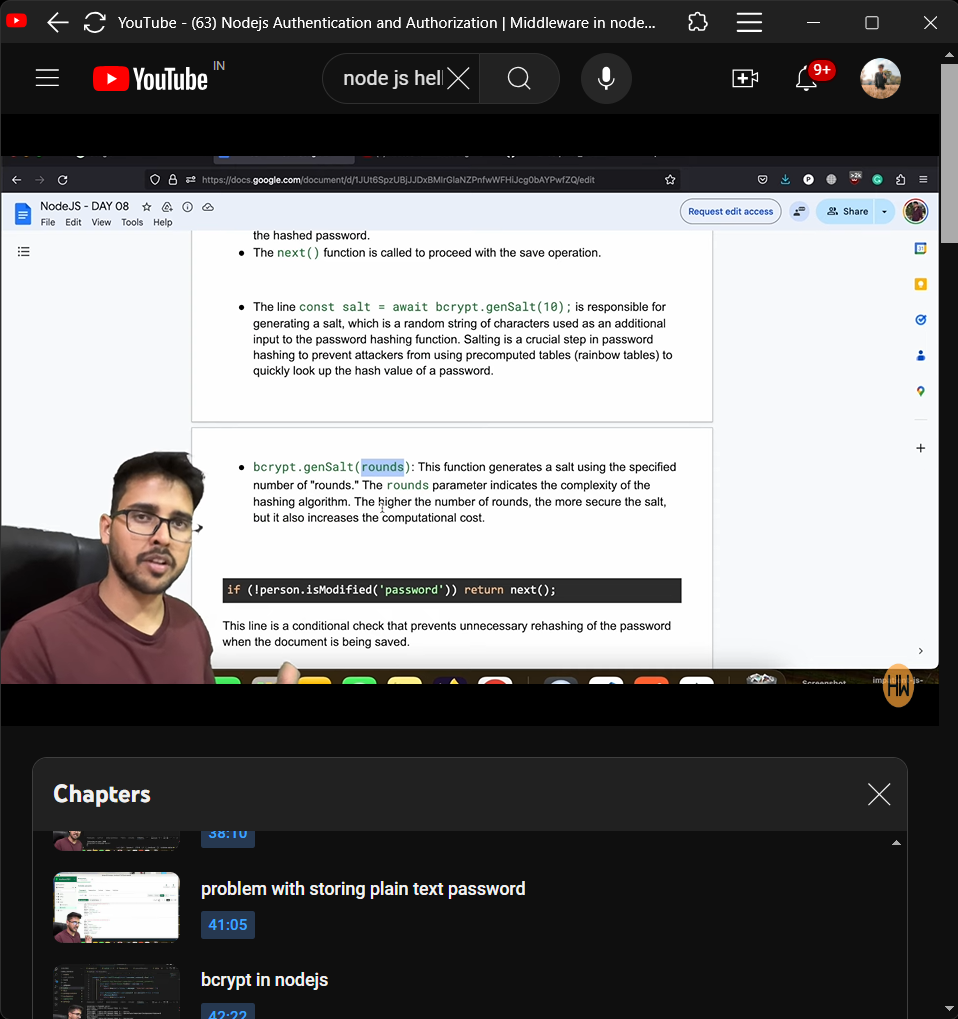 YouTube - (63) Nodejs Authentication and Authorization | Middleware in node...
YouTube IN
node js hel
9+
https://docs.google.com/document/d/1JUt6SpzUBjJJDxBMIrGlaNZPnfwWFHiJcg0bAYPwfZQ/edit
NodeJS - DAY 08
File Edit View Tools Help
Request edit access
Share
the hashed password.
• The next() function is called to proceed with the save operation.
• The line const salt = await bcrypt.genSalt(10); is responsible for
generating a salt, which is a random string of characters used as an additional
input to the password hashing function. Salting is a crucial step in password
hashing to prevent attackers from using precomputed tables (rainbow tables) to
quickly look up the hash value of a password.
• bcrypt.genSalt(rounds): This function generates a salt using the specified
number of "rounds." The rounds parameter indicates the complexity of the
hashing algorithm. The higher the number of rounds, the more secure the salt,
but it also increases the computational cost.
if (!person.isModified('password')) return next();
This line is a conditional check that prevents unnecessary rehashing of the password
when the document is being saved.
Screenshot
HW
Chapters
38:10
problem with storing plain text password
41:05
bcrypt in nodejs
42:22